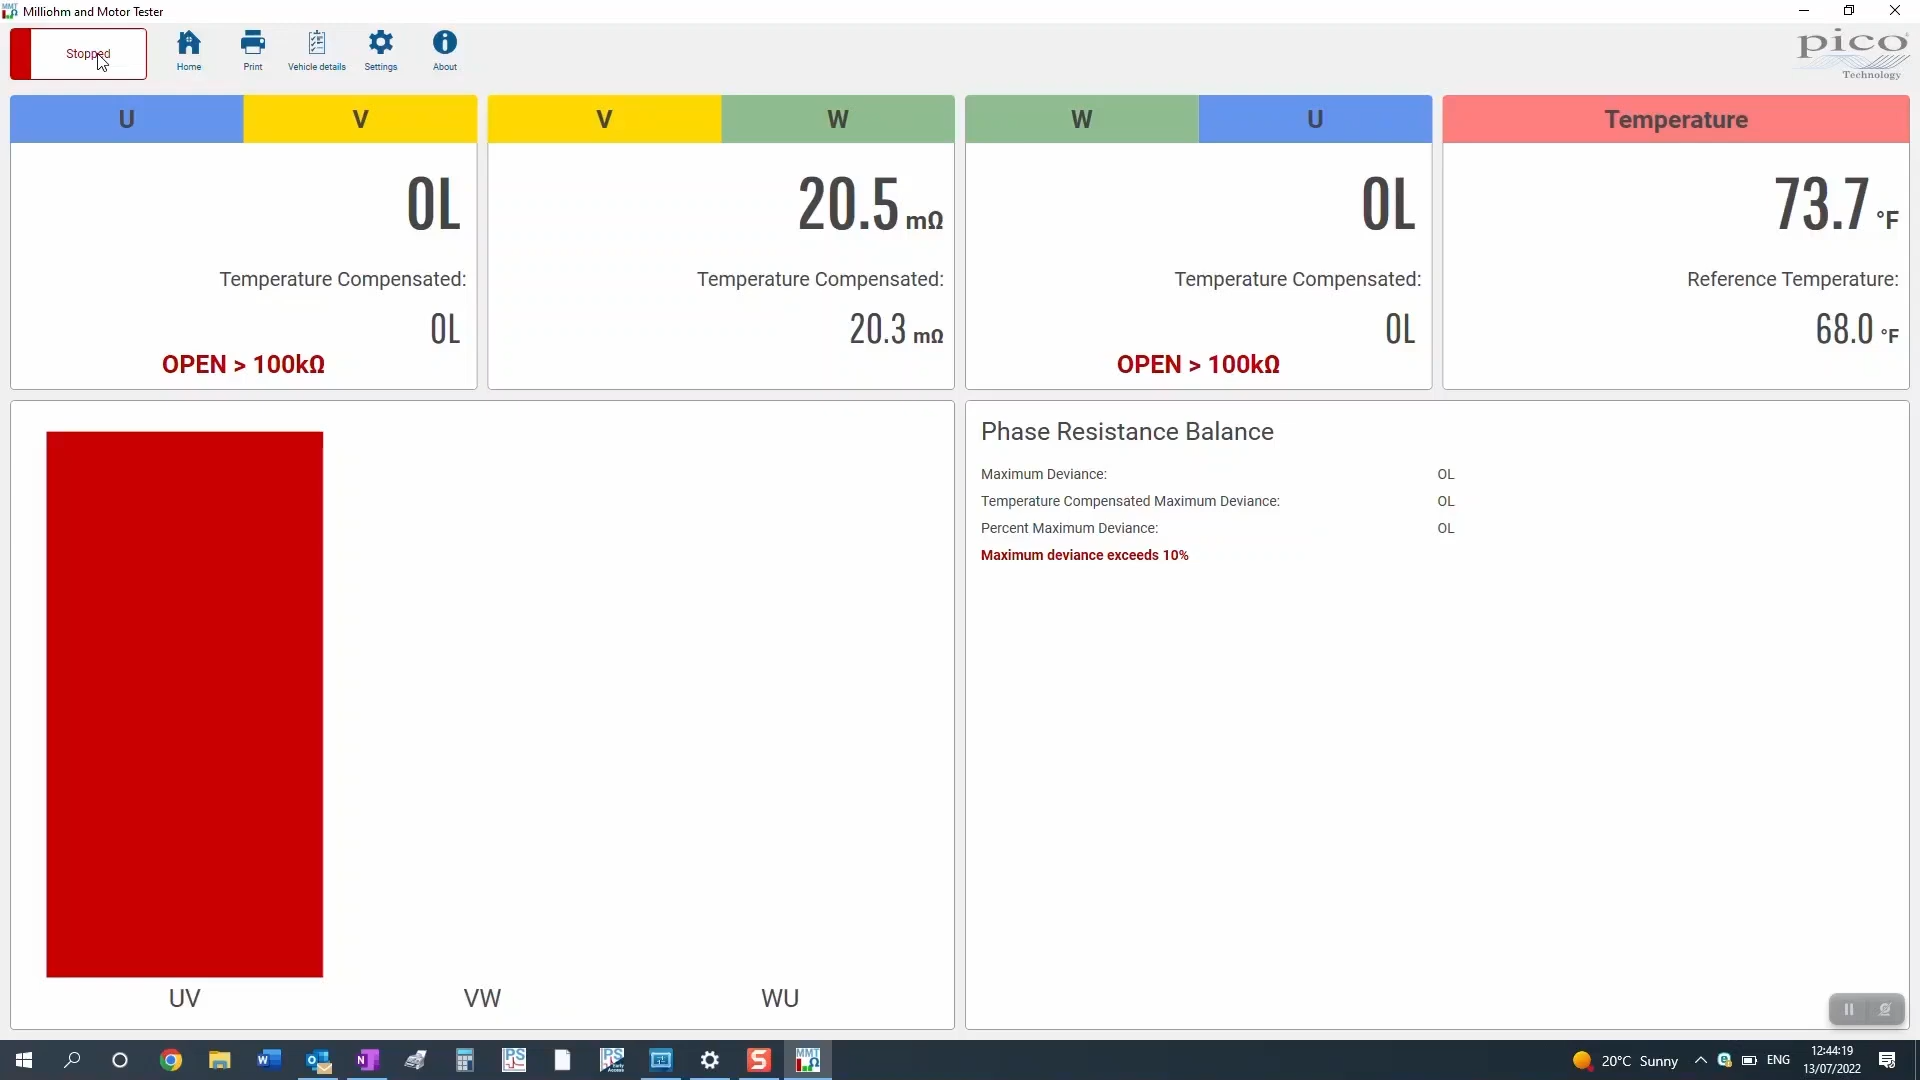 Milliohm and Motor Tester
Stopped
Home
Print
Vehicle details
Settings
About
pico
Technology
U V
V W
W U
Temperature
0L
20.5 mΩ
0L
73.7 °F
Temperature Compensated:
Temperature Compensated:
Temperature Compensated:
Reference Temperature:
0L
20.3 mΩ
0L
68.0 °F
OPEN > 100kΩ
OPEN > 100kΩ
UV
VW
WU
Phase Resistance Balance
Maximum Deviance: OL
Temperature Compensated Maximum Deviance: OL
Percent Maximum Deviance: OL
Maximum deviance exceeds 10%
20°C Sunny
ENG
12:44:19
13/07/2022